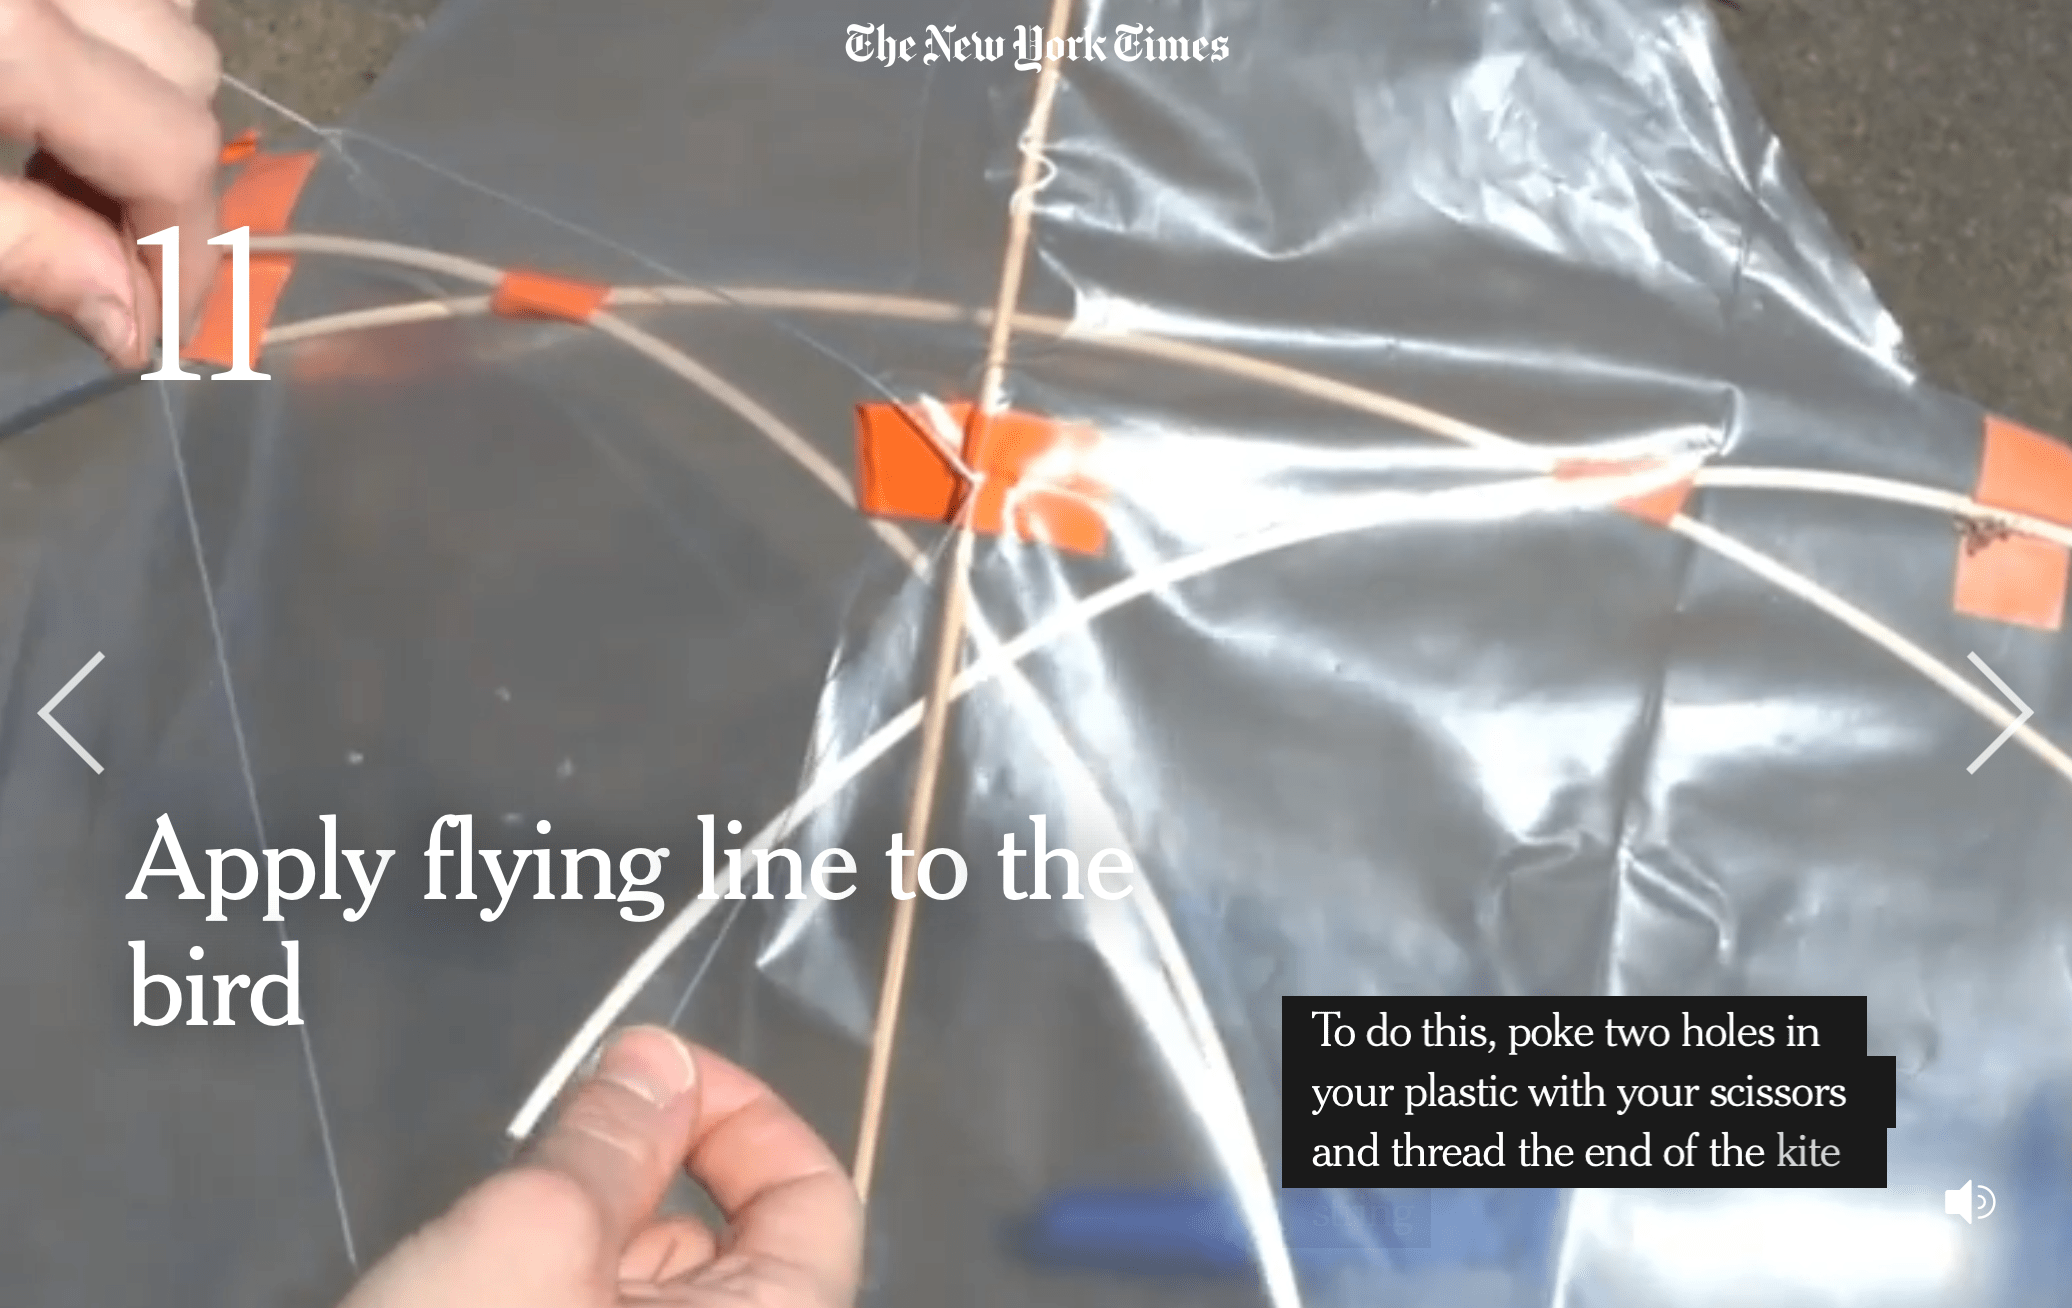 The New York Times
11
Apply flying line to the
bird
To do this, poke two holes in
your plastic with your scissors
and thread the end of the kite
string